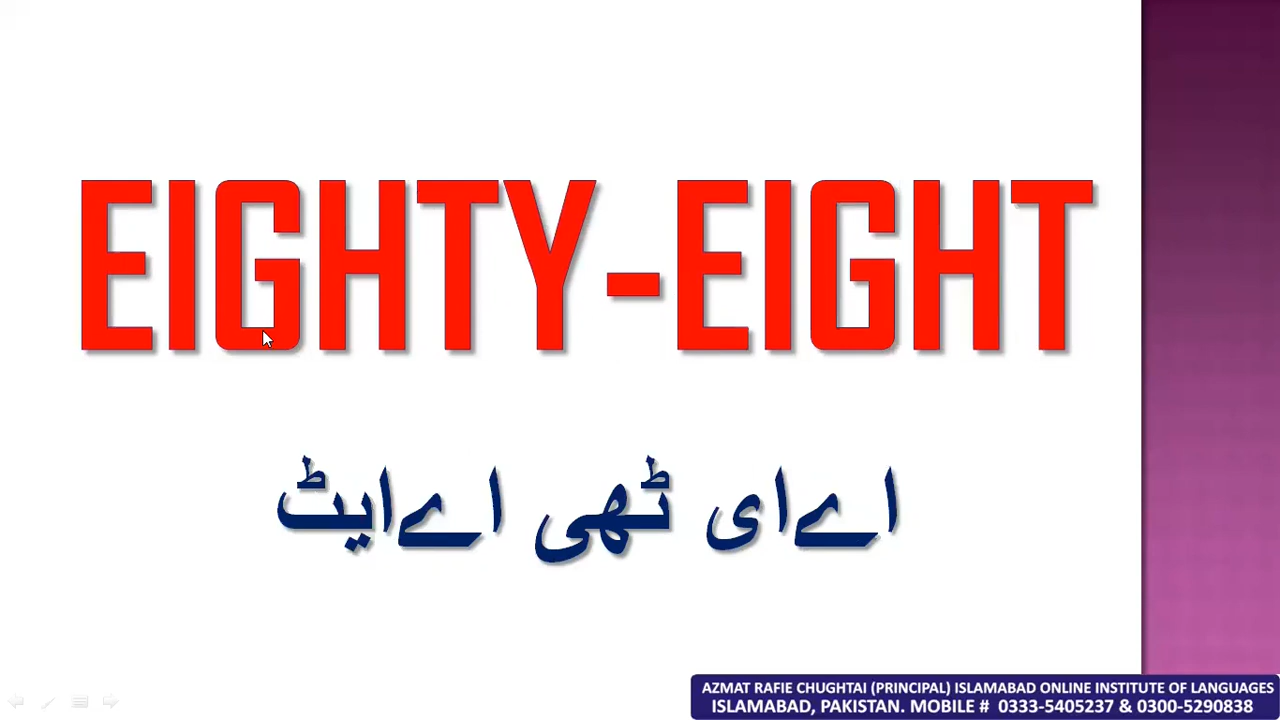 EIGHTY-EIGHT
اےای ٹھی اےایٹ
AZMAT RAFIE CHUGHTAI (PRINCIPAL) ISLAMABAD ONLINE INSTITUTE OF LANGUAGES
ISLAMABAD, PAKISTAN. MOBILE # 0333-5405237 & 0300-5290838